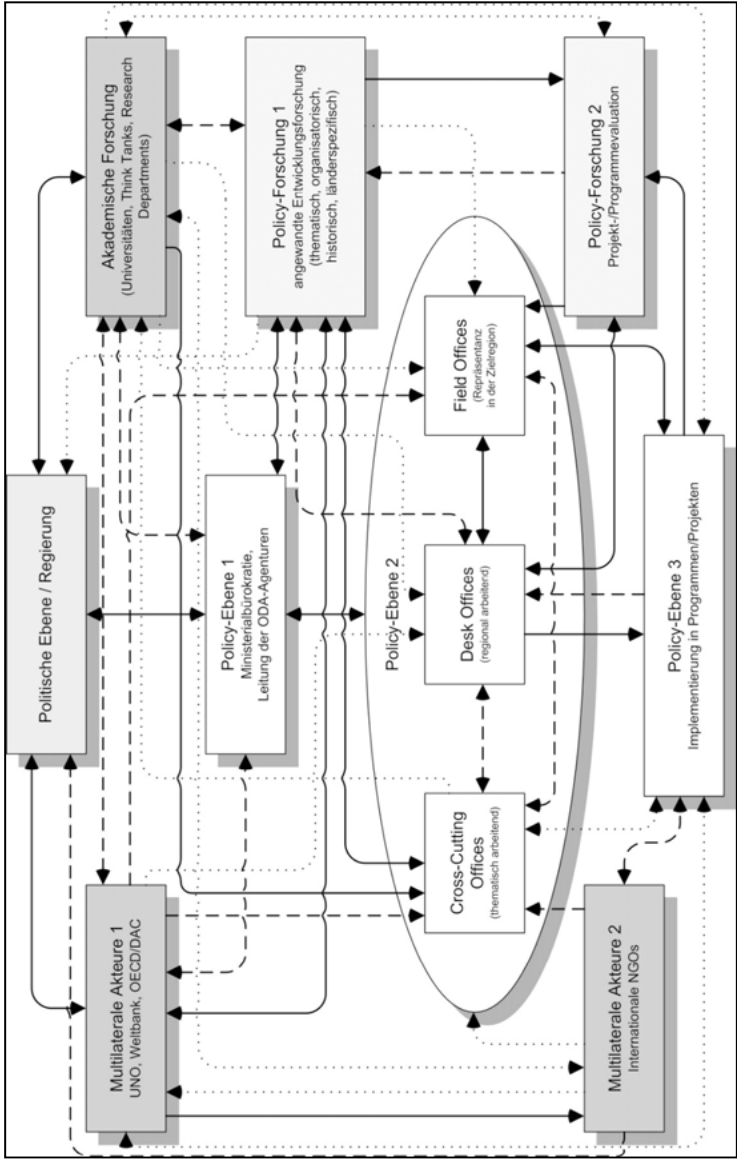 Politische Ebene / Regierung
Multilaterale Akteure 1
UNO, Weltbank, OECD/DAC
Akademische Forschung
(Universitäten, Think Tanks, Research
Departments)
Policy-Ebene 1
Ministerialbürokratie,
Leitung der ODA-Agenturen
Policy-Forschung 1
angewandte Entwicklungsforschung
(thematisch, organisatorisch,
historisch, länderspezifisch)
Policy-Ebene 2
Cross-Cutting
Offices
(thematisch arbeitend)
Desk Offices
(regional arbeitend)
Field Offices
(Repräsentanz
in der Zielregion)
Multilaterale Akteure 2
Internationale NGOs
Policy-Ebene 3
Implementierung in Programmen/Projekten
Policy-Forschung 2
Projekt-/Programmevaluation